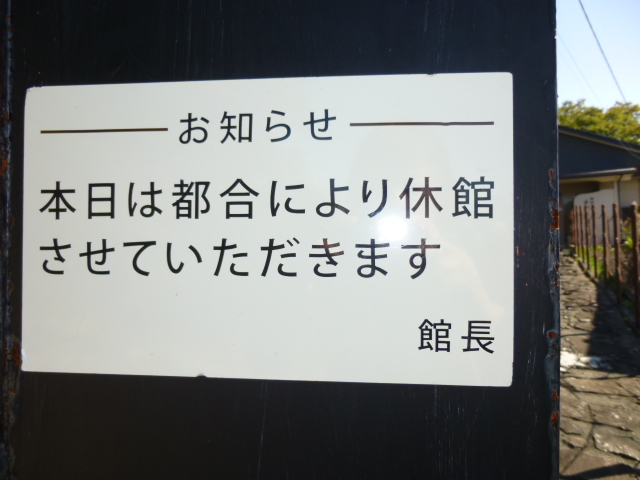 お知らせ
本日は都合により休館
させていただきます
館長